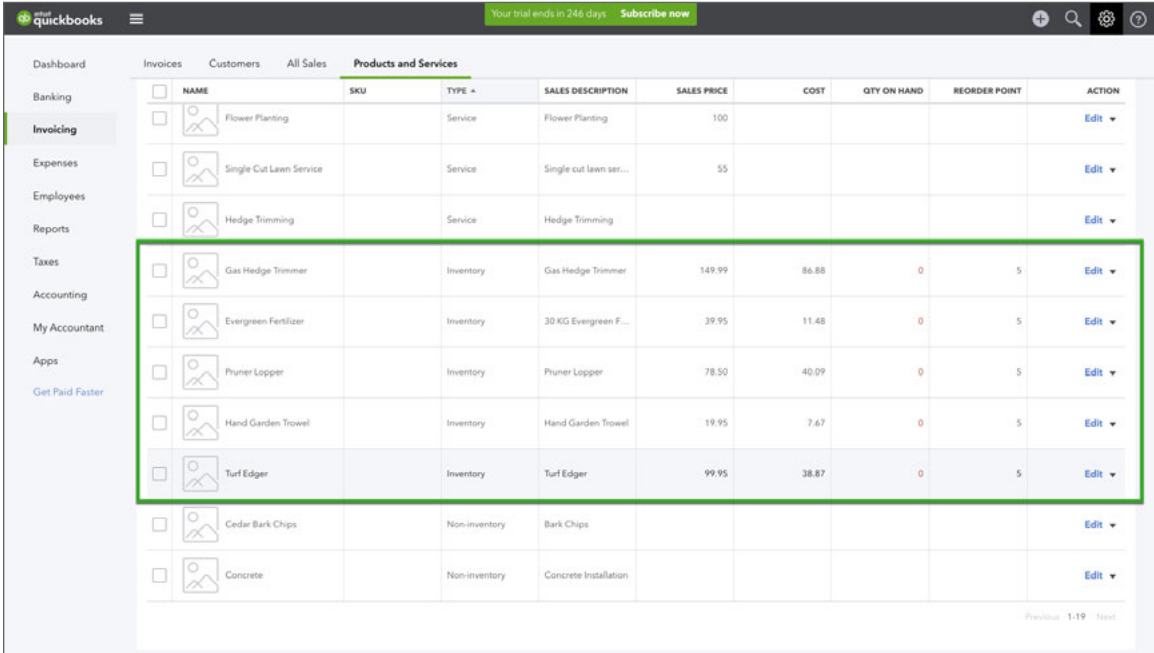 intuit quickbooks
Your trial ends in 246 days Subscribe now
Dashboard
Banking
Invoicing
Expenses
Employees
Reports
Taxes
Accounting
My Accountant
Apps
Get Paid Faster
Invoices Customers All Sales Products and Services
NAME SKU TYPE SALES DESCRIPTION SALES PRICE COST QTY ON HAND REORDER POINT ACTION
Flower Planting Service Flower Planting 100 Edit
Single Cut Lawn Service Service Single cut lawn ser... 55 Edit
Hedge Trimming Service Hedge Trimming Edit
Gas Hedge Trimmer Inventory Gas Hedge Trimmer 149.99 86.88 0 5 Edit
Evergreen Fertilizer Inventory 30 KG Evergreen F... 39.95 11.48 0 5 Edit
Pruner Lopper Inventory Pruner Lopper 78.50 40.09 0 5 Edit
Hand Garden Trowel Inventory Hand Garden Trowel 19.95 7.67 0 5 Edit
Turf Edger Inventory Turf Edger 99.95 38.87 0 5 Edit
Cedar Bark Chips Non-inventory Bark Chips Edit
Concrete Non-inventory Concrete Installation Edit
Previous 1-19 Next